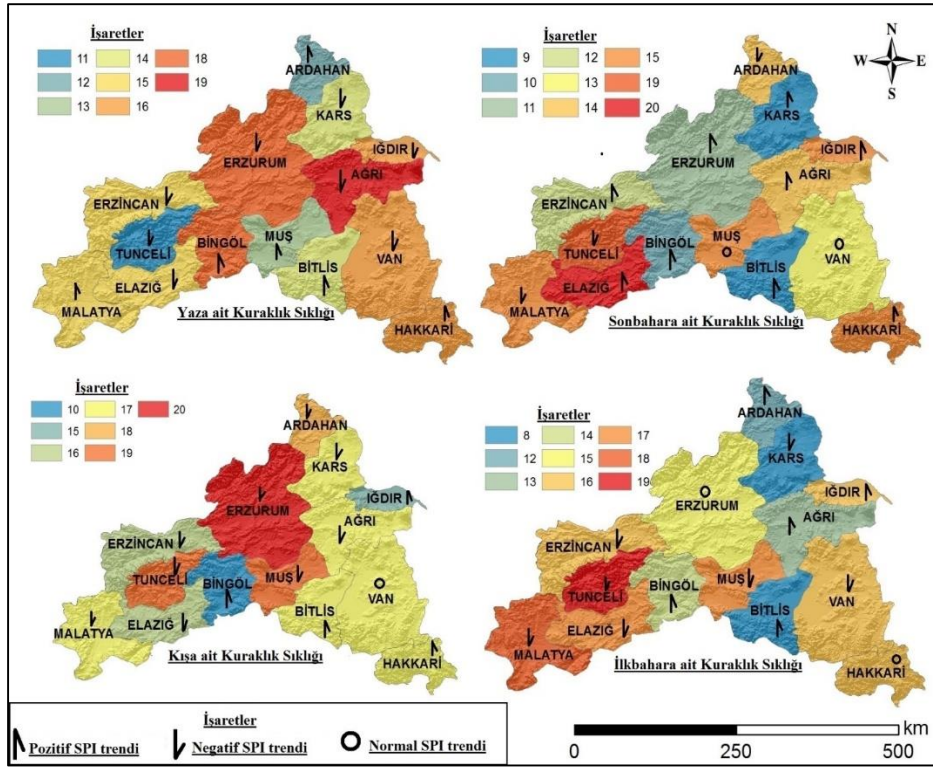 İşaretler
11 14 18
12 15 19
13 16
ARDAHAN
KARS
ERZURUM
IĞDIR
AĞRI
ERZİNCAN
TUNCELİ
BİNGÖL
MUŞ
VAN
BİTLİS
ELAZIĞ
MALATYA
HAKKARİ
Yaza ait Kuraklık Sıklığı
İşaretler
9 12 15
10 13 19
11 14 20
N
W E
S
ARDAHAN
KARS
ERZURUM
IĞDIR
AĞRI
ERZİNCAN
TUNCELİ
BİNGÖL
MUŞ
VAN
BİTLİS
ELAZIĞ
MALATYA
HAKKARİ
Sonbahara ait Kuraklık Sıklığı
İşaretler
10 17 20
15 18
16 19
ARDAHAN
KARS
ERZURUM
IĞDIR
AĞRI
ERZİNCAN
TUNCELİ
BİNGÖL
MUŞ
VAN
BİTLİS
ELAZIĞ
MALATYA
HAKKARİ
Kışa ait Kuraklık Sıklığı
İşaretler
8 14 17
12 15 18
13 16 19
ARDAHAN
KARS
ERZURUM
IĞDIR
AĞRI
ERZİNCAN
TUNCELİ
BİNGÖL
MUŞ
VAN
BİTLİS
ELAZIĞ
MALATYA
HAKKARİ
İlkbahara ait Kuraklık Sıklığı
İşaretler
Pozitif SPI trendi Negatif SPI trendi Normal SPI trendi
km
0 250 500